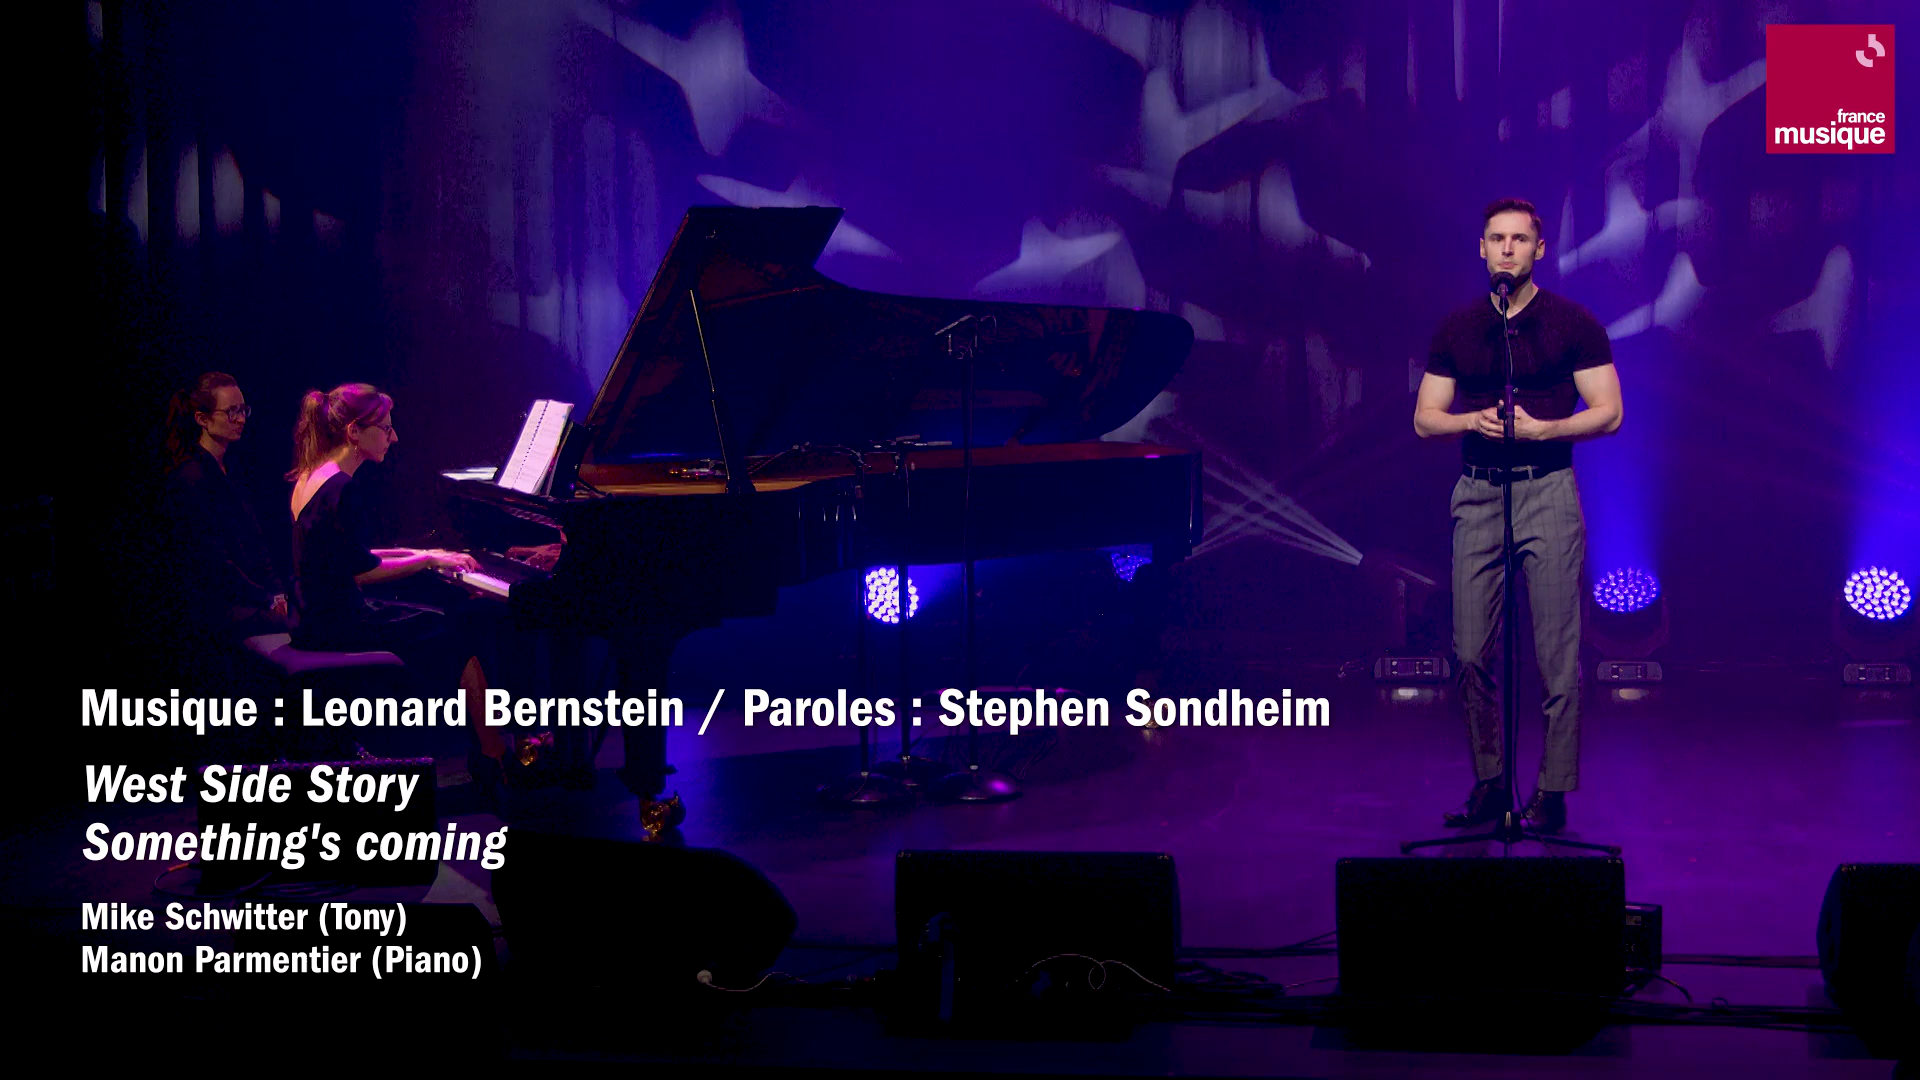 france
musique
Musique : Leonard Bernstein / Paroles : Stephen Sondheim
West Side Story
Something's coming
Mike Schwitter (Tony)
Manon Parmentier (Piano)